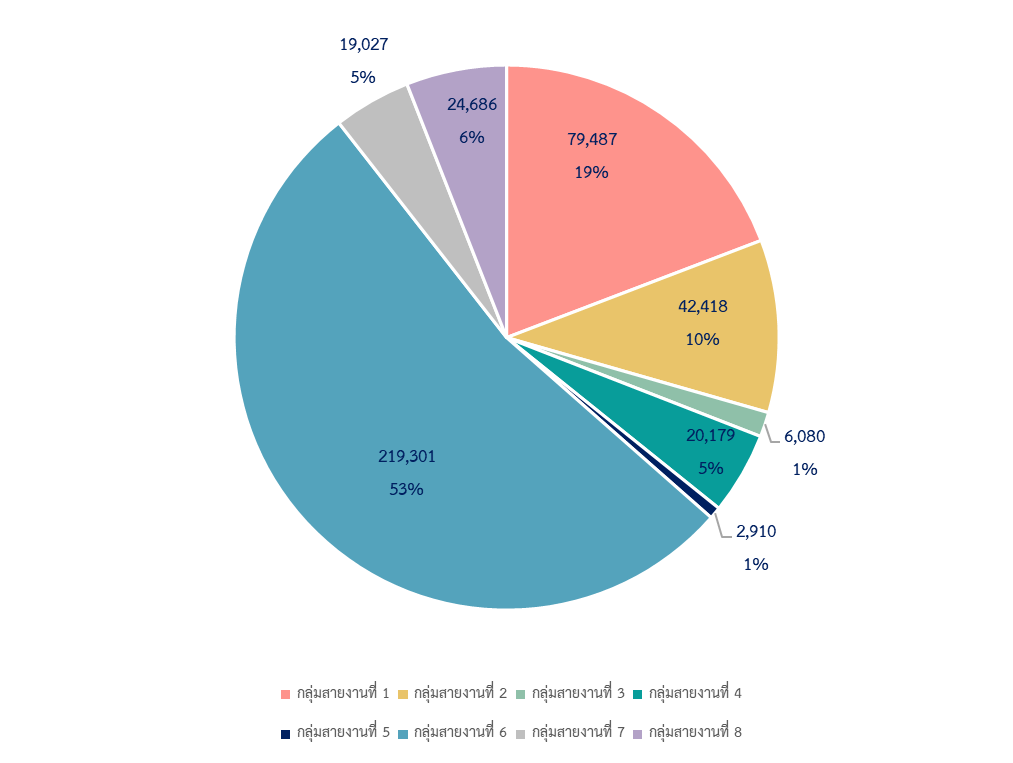 19,027
5%
24,686
6%
79,487
19%
42,418
10%
6,080
1%
20,179
5%
2,910
1%
219,301
53%
กลุ่มสายงานที่ 1
กลุ่มสายงานที่ 2
กลุ่มสายงานที่ 3
กลุ่มสายงานที่ 4
กลุ่มสายงานที่ 5
กลุ่มสายงานที่ 6
กลุ่มสายงานที่ 7
กลุ่มสายงานที่ 8